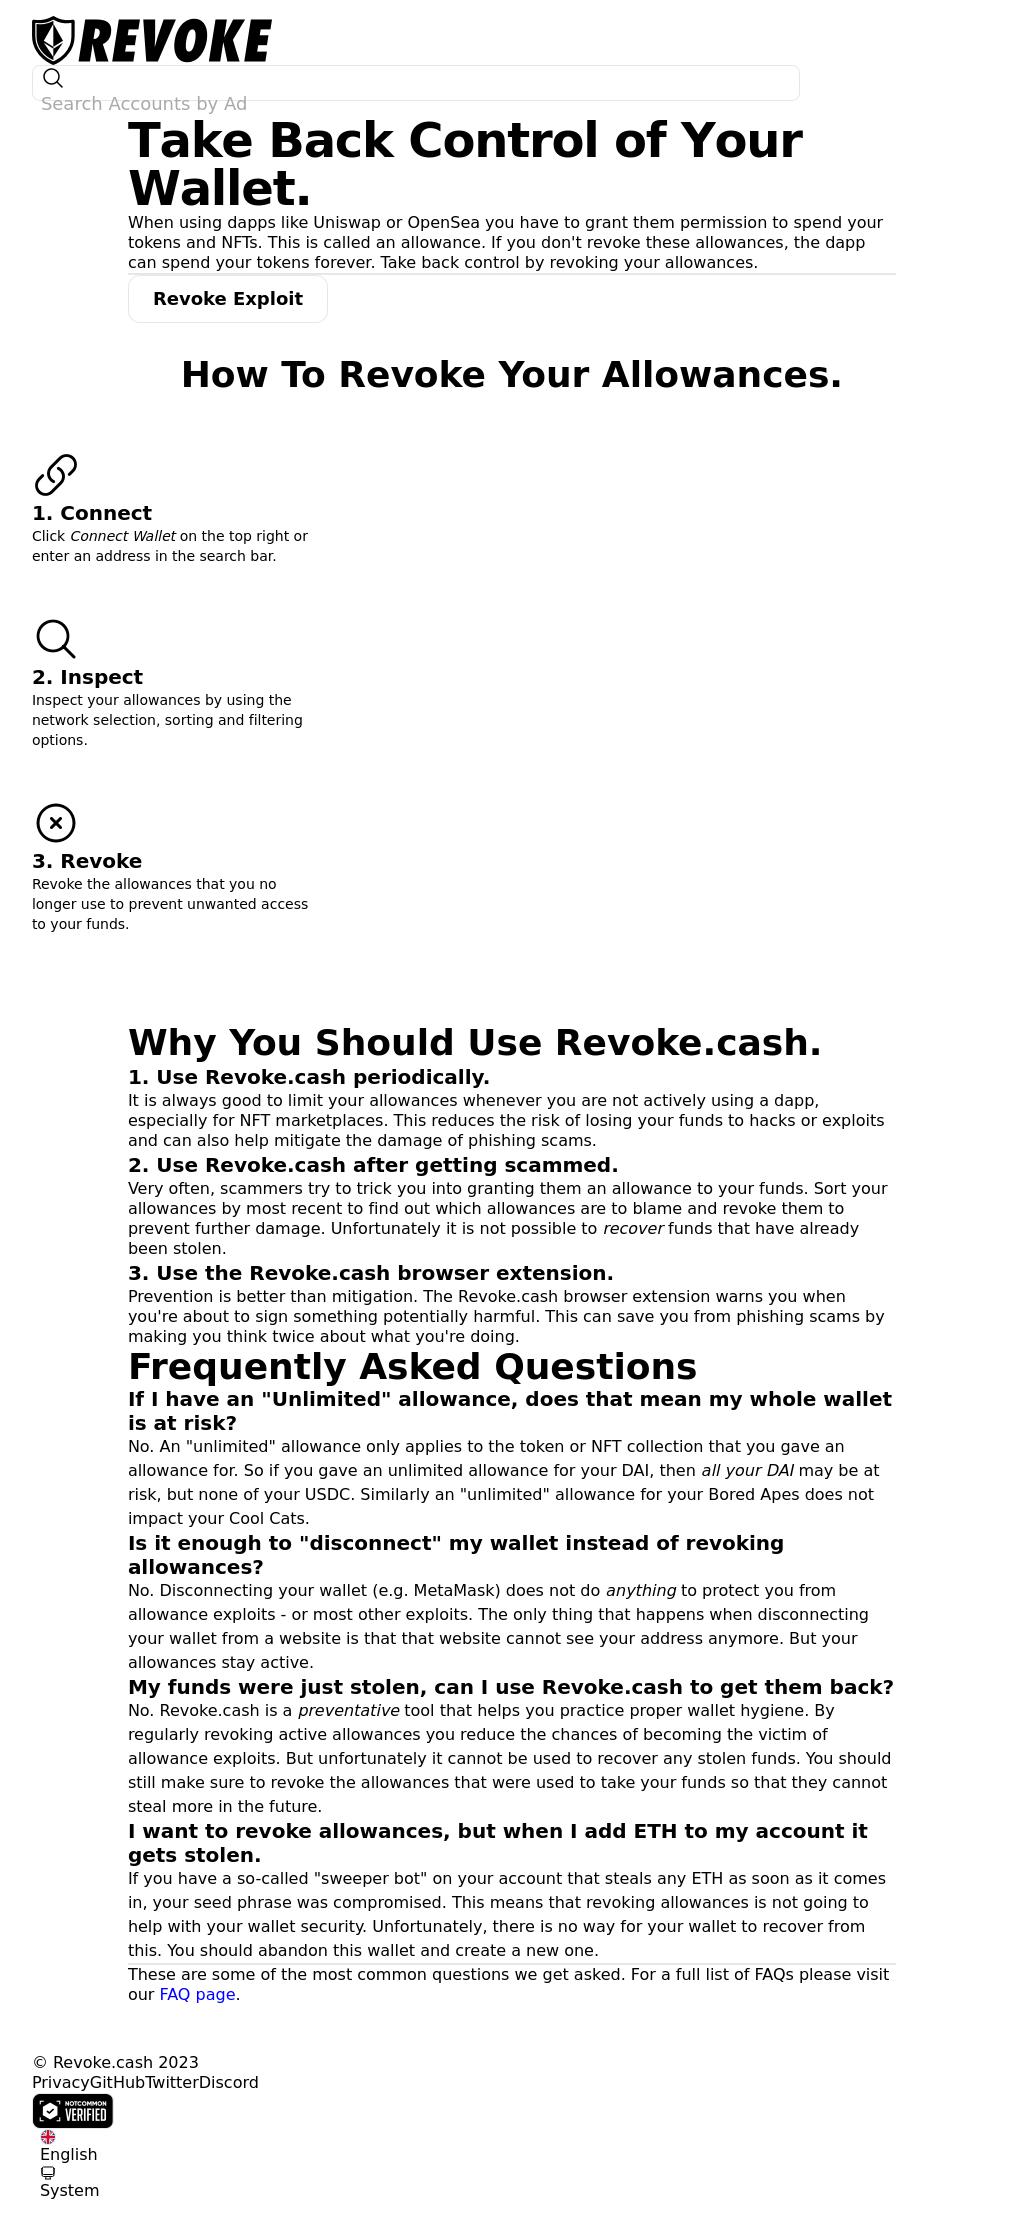 REVOKE
Search Accounts by Ad
Take Back Control of Your
Wallet.
When using dapps like Uniswap or OpenSea you have to grant them permission to spend your
tokens and NFTs. This is called an allowance. If you don't revoke these allowances, the dapp
can spend your tokens forever. Take back control by revoking your allowances.
Revoke Exploit
How To Revoke Your Allowances.
1. Connect
Click Connect Wallet on the top right or
enter an address in the search bar.
2. Inspect
Inspect your allowances by using the
network selection, sorting and filtering
options.
3. Revoke
Revoke the allowances that you no
longer use to prevent unwanted access
to your funds.
Why You Should Use Revoke.cash.
1. Use Revoke.cash periodically.
It is always good to limit your allowances whenever you are not actively using a dapp,
especially for NFT marketplaces. This reduces the risk of losing your funds to hacks or exploits
and can also help mitigate the damage of phishing scams.
2. Use Revoke.cash after getting scammed.
Very often, scammers try to trick you into granting them an allowance to your funds. Sort your
allowances by most recent to find out which allowances are to blame and revoke them to
prevent further damage. Unfortunately it is not possible to recover funds that have already
been stolen.
3. Use the Revoke.cash browser extension.
Prevention is better than mitigation. The Revoke.cash browser extension warns you when
you're about to sign something potentially harmful. This can save you from phishing scams by
making you think twice about what you're doing.
Frequently Asked Questions
If I have an "Unlimited" allowance, does that mean my whole wallet
is at risk?
No. An "unlimited" allowance only applies to the token or NFT collection that you gave an
allowance for. So if you gave an unlimited allowance for your DAI, then all your DAI may be at
risk, but none of your USDC. Similarly an "unlimited" allowance for your Bored Apes does not
impact your Cool Cats.
Is it enough to "disconnect" my wallet instead of revoking
allowances?
No. Disconnecting your wallet (e.g. MetaMask) does not do anything to protect you from
allowance exploits - or most other exploits. The only thing that happens when disconnecting
your wallet from a website is that that website cannot see your address anymore. But your
allowances stay active.
My funds were just stolen, can I use Revoke.cash to get them back?
No. Revoke.cash is a preventative tool that helps you practice proper wallet hygiene. By
regularly revoking active allowances you reduce the chances of becoming the victim of
allowance exploits. But unfortunately it cannot be used to recover any stolen funds. You should
still make sure to revoke the allowances that were used to take your funds so that they cannot
steal more in the future.
I want to revoke allowances, but when I add ETH to my account it
gets stolen.
If you have a so-called "sweeper bot" on your account that steals any ETH as soon as it comes
in, your seed phrase was compromised. This means that revoking allowances is not going to
help with your wallet security. Unfortunately, there is no way for your wallet to recover from
this. You should abandon this wallet and create a new one.
These are some of the most common questions we get asked. For a full list of FAQs please visit
our FAQ page.
© Revoke.cash 2023
PrivacyGitHubTwitterDiscord
NOTCOMMON
VERIFIED
English
System